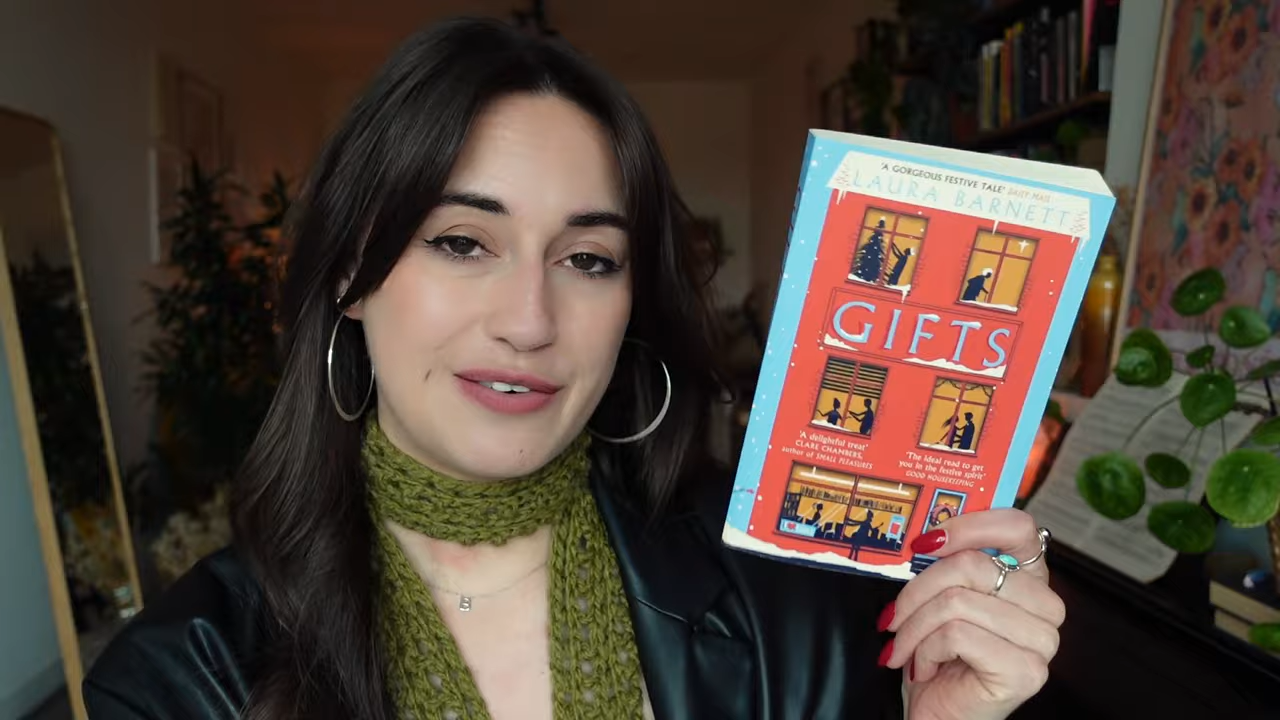 'A GORGEOUS FESTIVE TALE' DAILY MAIL
LAURA BARNETT
GIFTS
'A delightful treat'
CLARE CHAMBERS,
author of SMALL PLEASURES
'The ideal read to get
you in the festive spirit'
GOOD HOUSEKEEPING
B